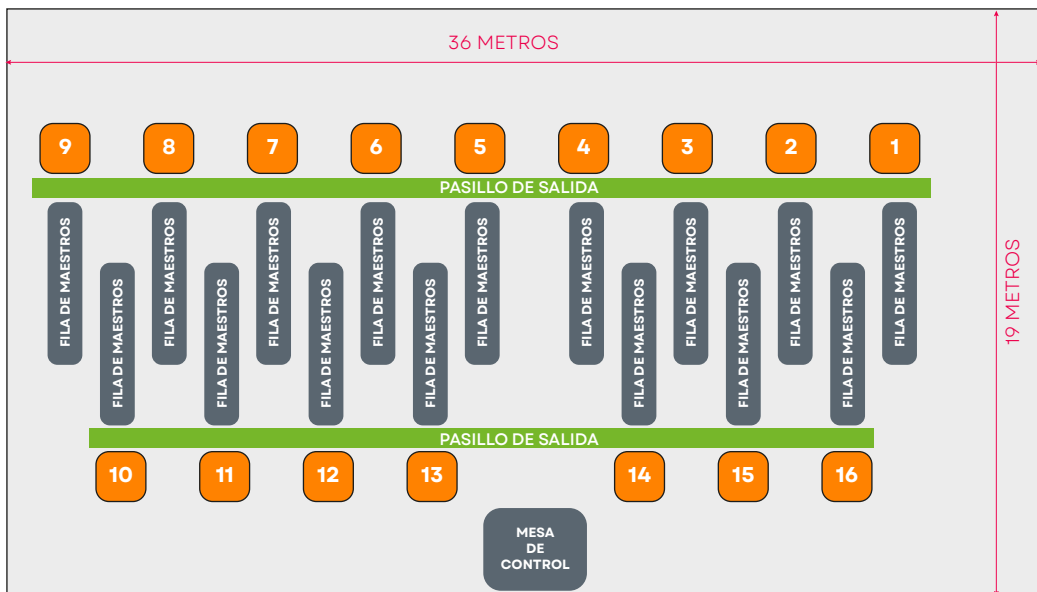 36 METROS
9
8
7
6
5
4
3
2
1
PASILLO DE SALIDA
FILA DE MAESTROS
FILA DE MAESTROS
FILA DE MAESTROS
FILA DE MAESTROS
FILA DE MAESTROS
FILA DE MAESTROS
FILA DE MAESTROS
FILA DE MAESTROS
FILA DE MAESTROS
19 METROS
FILA DE MAESTROS
FILA DE MAESTROS
FILA DE MAESTROS
FILA DE MAESTROS
FILA DE MAESTROS
FILA DE MAESTROS
FILA DE MAESTROS
PASILLO DE SALIDA
10
11
12
13
14
15
16
MESA
DE
CONTROL